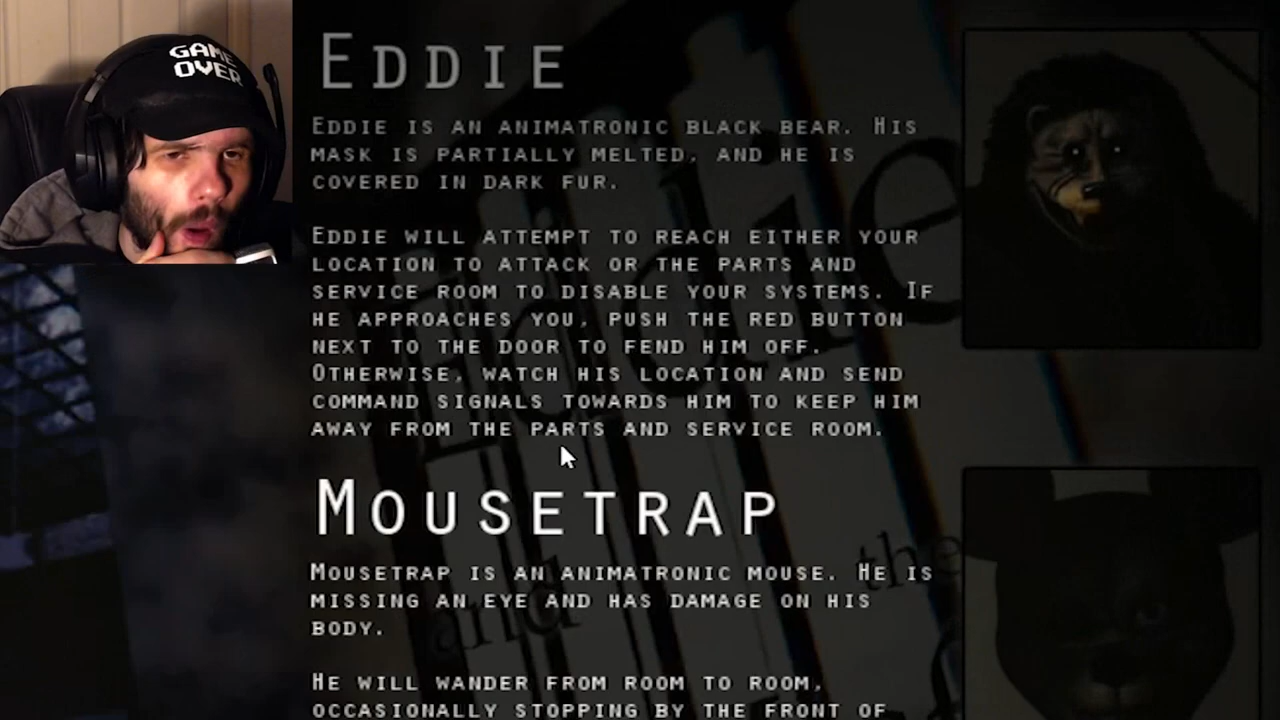 GAME
OVER
EDDIE
EDDIE IS AN ANIMATRONIC BLACK BEAR. HIS
MASK IS PARTIALLY MELTED, AND HE IS
COVERED IN DARK FUR.
EDDIE WILL ATTEMPT TO REACH EITHER YOUR
LOCATION TO ATTACK OR THE PARTS AND
SERVICE ROOM TO DISABLE YOUR SYSTEMS. IF
HE APPROACHES YOU, PUSH THE RED BUTTON
NEXT TO THE DOOR TO FEND HIM OFF.
OTHERWISE, WATCH HIS LOCATION AND SEND
COMMAND SIGNALS TOWARDS HIM TO KEEP HIM
AWAY FROM THE PARTS AND SERVICE ROOM.
Eddie
MOUSETRAP
and the
MOUSETRAP IS AN ANIMATRONIC MOUSE. HE IS
MISSING AN EYE AND HAS DAMAGE ON HIS
BODY.
and
HE WILL WANDER FROM ROOM TO ROOM,
OCCASIONALLY STOPPING BY THE FRONT OF